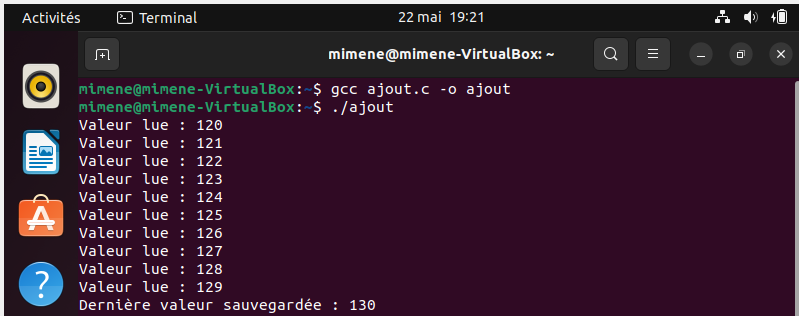 Activités Terminal 22 mai 19:21
mimene@mimene-VirtualBox: ~
mimene@mimene-VirtualBox:~$ gcc ajout.c -o ajout
mimene@mimene-VirtualBox:~$ ./ajout
Valeur lue : 120
Valeur lue : 121
Valeur lue : 122
Valeur lue : 123
Valeur lue : 124
Valeur lue : 125
Valeur lue : 126
Valeur lue : 127
Valeur lue : 128
Valeur lue : 129
Dernière valeur sauvegardée : 130